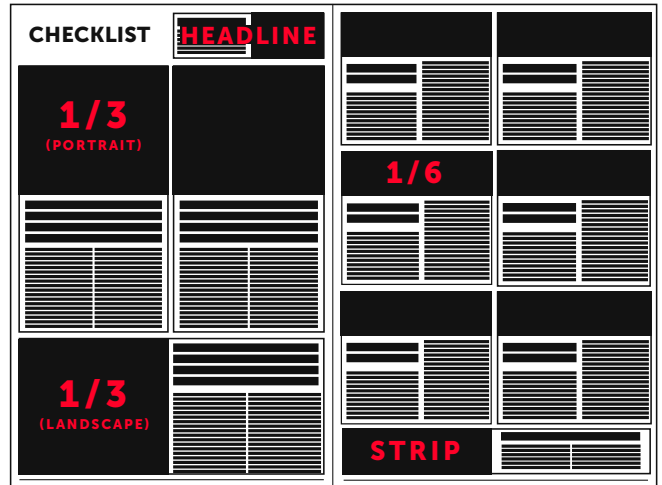 CHECKLIST
HEADLINE
1/3
(PORTRAIT)
1/3
(LANDSCAPE)
1/6
STRIP